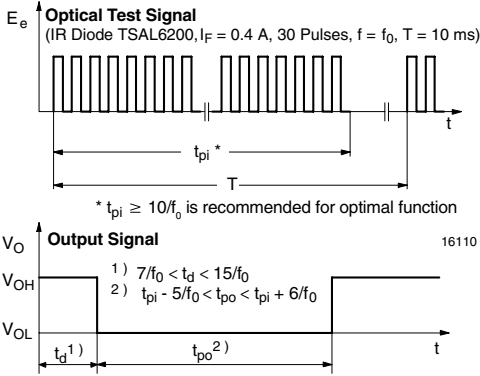 Eₑ
Optical Test Signal
(IR Diode TSAL6200, I_F = 0.4 A, 30 Pulses, f = f₀, T = 10 ms)
t
t_pi *
T
* t_pi ≥ 10/f₀ is recommended for optimal function
V_O
Output Signal
16110
V_OH
1) 7/f₀ < t_d < 15/f₀
2) t_pi - 5/f₀ < t_po < t_pi + 6/f₀
V_OL
t_d 1)
t_po 2)
t